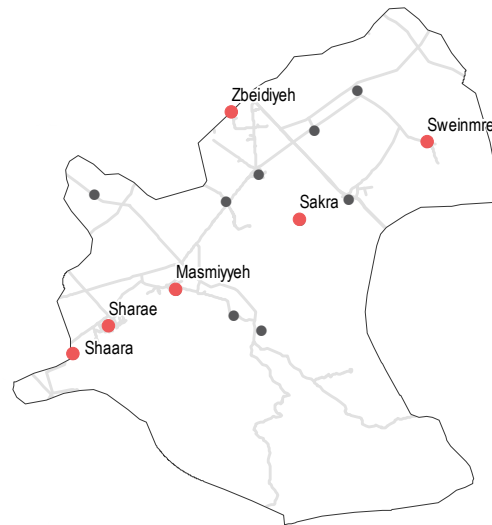 Zbeidiyeh
Sweinmre
Sakra
Masmiyyeh
Sharae
Shaara